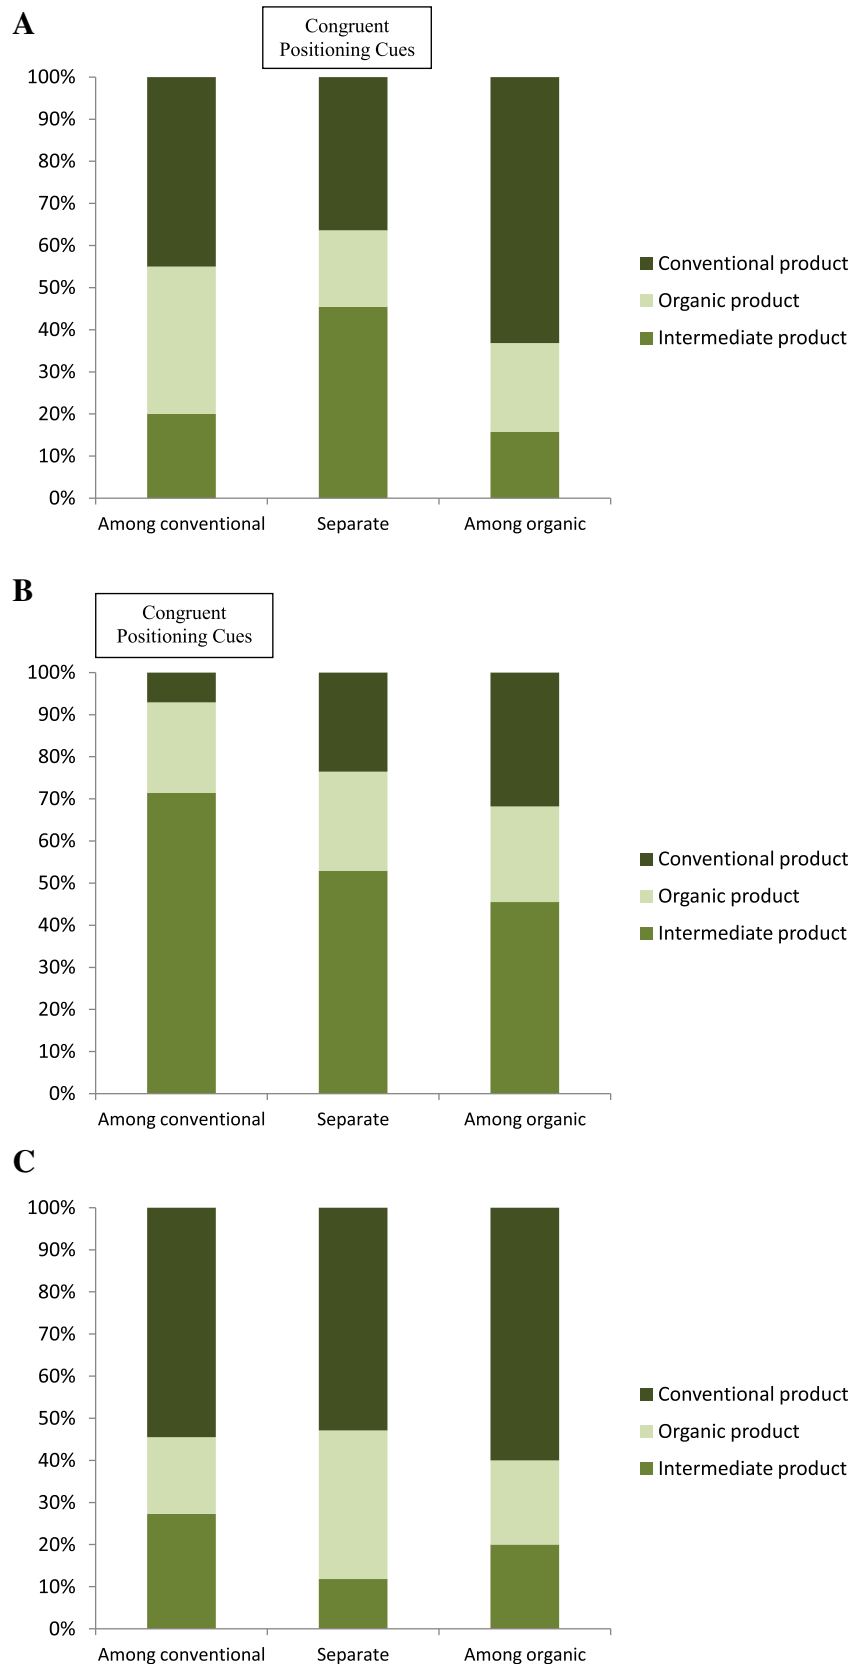 A
Congruent
Positioning Cues
100%
90%
80%
70%
60%
50%
40%
30%
20%
10%
0%
Among conventional
Separate
Among organic
Conventional product
Organic product
Intermediate product
B
Congruent
Positioning Cues
100%
90%
80%
70%
60%
50%
40%
30%
20%
10%
0%
Among conventional
Separate
Among organic
Conventional product
Organic product
Intermediate product
C
100%
90%
80%
70%
60%
50%
40%
30%
20%
10%
0%
Among conventional
Separate
Among organic
Conventional product
Organic product
Intermediate product